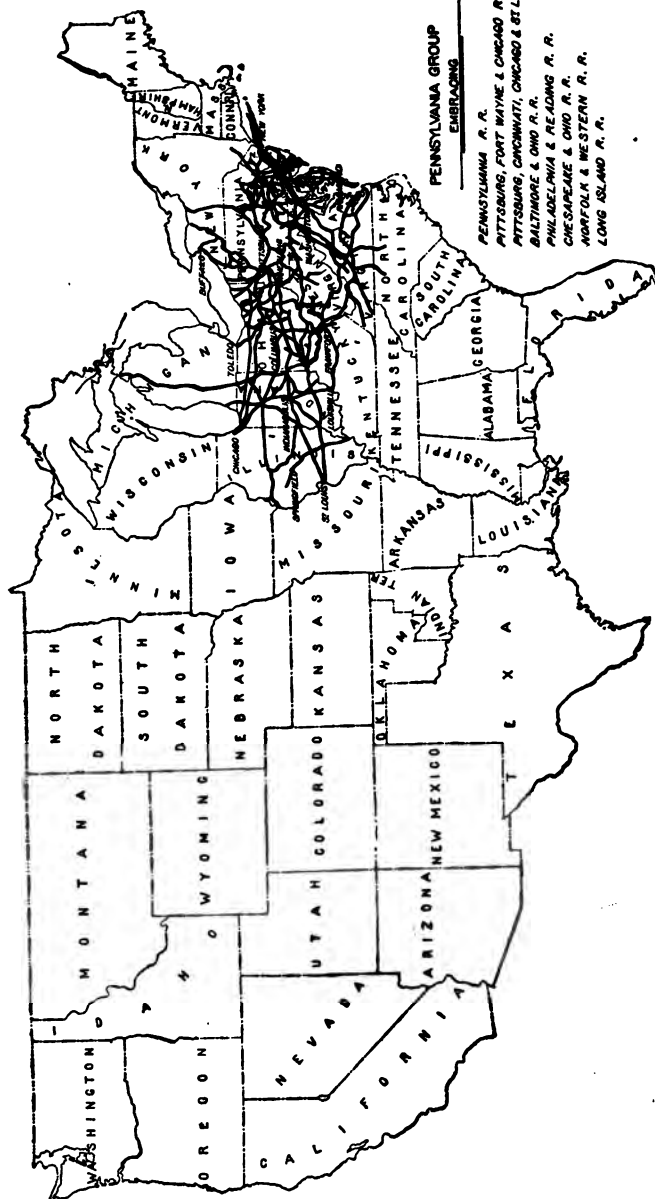 WASHINGTON
OREGON
CALIFORNIA
NEVADA
IDAHO
MONTANA
WYOMING
UTAH
COLORADO
ARIZONA
NEW MEXICO
NORTH
DAKOTA
SOUTH
DAKOTA
NEBRASKA
KANSAS
OKLAHOMA
INDIAN
TER
TEXAS
MINNESOTA
IOWA
MISSOURI
ARKANSAS
LOUISIANA
WISCONSIN
ILLINOIS
MICHIGAN
KENTUCKY
TENNESSEE
MISSISSIPPI
ALABAMA
GEORGIA
FLORIDA
SOUTH
CAROLINA
NORTH
CAROLINA
PENNSYLVANIA
NEW YORK
VERMONT
HAMPSHIRE
MAINE
MASS
CONN
CHICAGO
TOLEDO
BUFFALO
COLUMBUS
INDIANAPOLIS
SPRINGFIELD
ST LOUIS
LOUISVILLE
NEW YORK
PENNSYLVANIA GROUP
EMBRACING
PENNSYLVANIA R. R.
PITTSBURG, FORT WAYNE & CHICAGO R
PITTSBURG, CINCINNATI, CHICAGO & ST L
BALTIMORE & OHIO R. R.
PHILADELPHIA & READING R. R.
CHESAPEAKE & OHIO R. R.
NORFOLK & WESTERN R. R.
LONG ISLAND R. R.